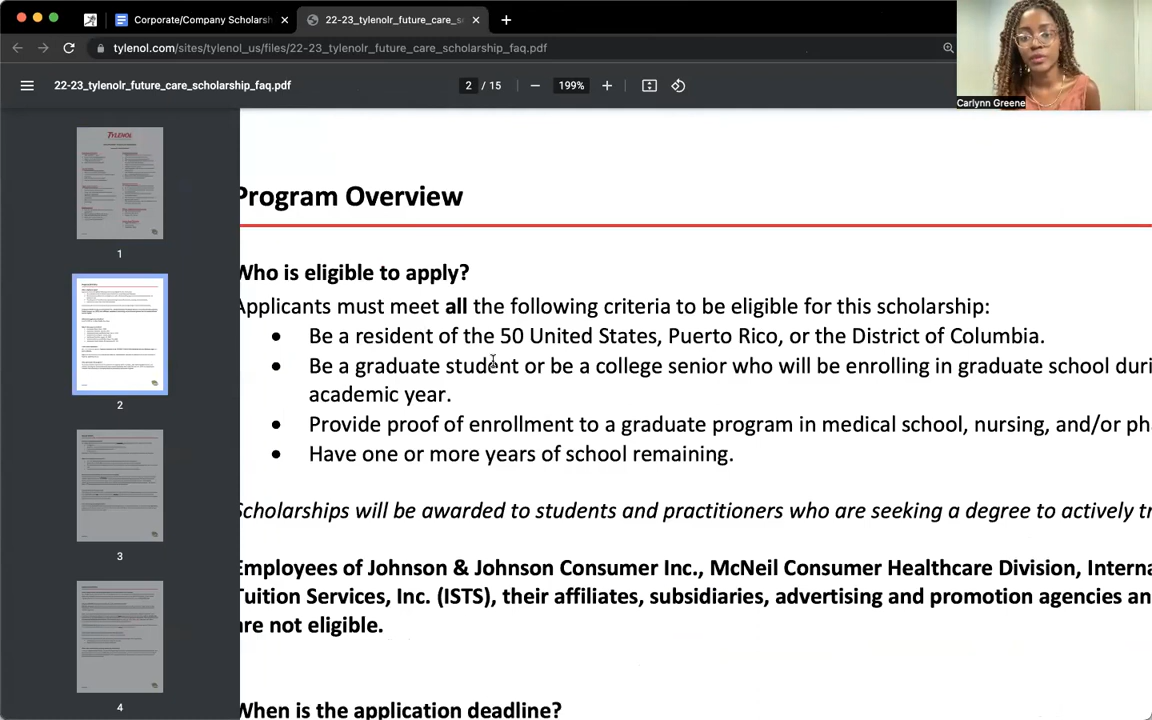 Corporate/Company Scholarsh
22-23_tylenolr_future_care_s
tylenol.com/sites/tylenol_us/files/22-23_tylenolr_future_care_scholarship_faq.pdf
22-23_tylenolr_future_care_scholarship_faq.pdf
2 / 15
199%
Carlynn Greene
TYLENOL
1
2
3
4
Program Overview
Who is eligible to apply?
Applicants must meet all the following criteria to be eligible for this scholarship:
• Be a resident of the 50 United States, Puerto Rico, or the District of Columbia.
• Be a graduate student or be a college senior who will be enrolling in graduate school duri
academic year.
• Provide proof of enrollment to a graduate program in medical school, nursing, and/or ph
• Have one or more years of school remaining.
Scholarships will be awarded to students and practitioners who are seeking a degree to actively tr
Employees of Johnson & Johnson Consumer Inc., McNeil Consumer Healthcare Division, Interna
Tuition Services, Inc. (ISTS), their affiliates, subsidiaries, advertising and promotion agencies an
are not eligible.
When is the application deadline?